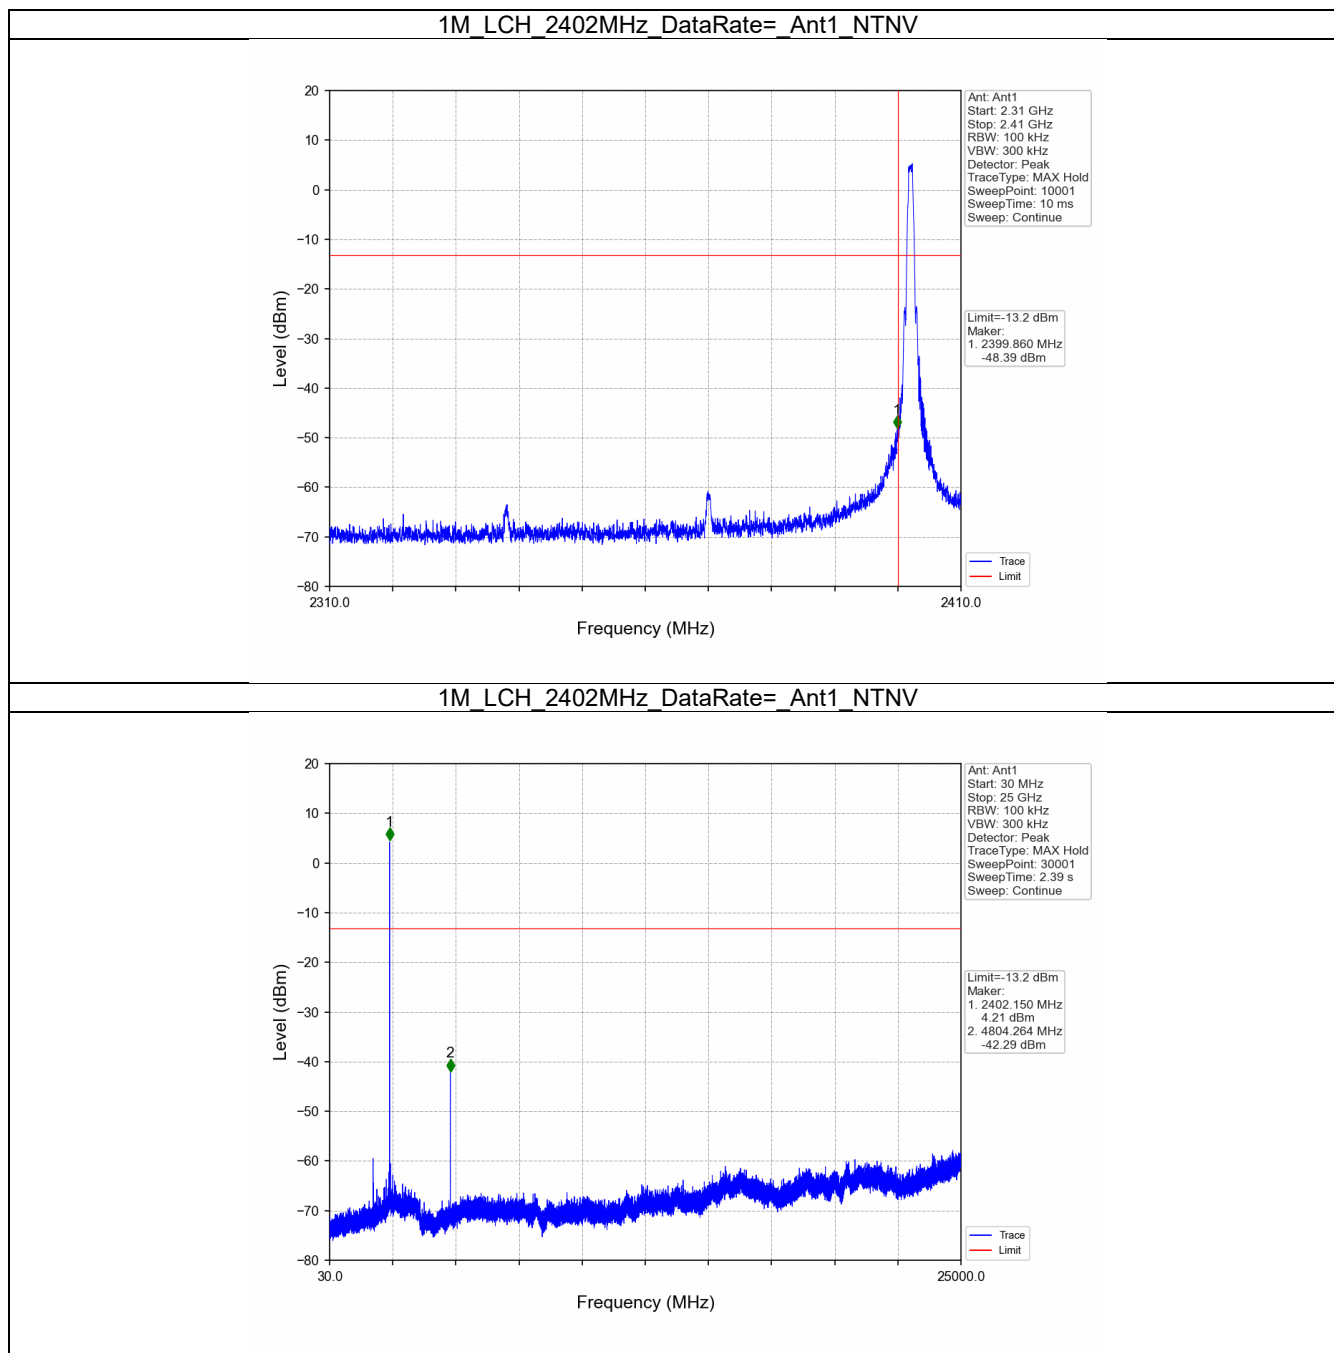 1M_LCH_2402MHz_DataRate=_Ant1_NTNV
20
10
0
−10
−20
−30
−40
−50
−60
−70
−80
Level (dBm)
1
2310.0
2410.0
Frequency (MHz)
Ant: Ant1
Start: 2.31 GHz
Stop: 2.41 GHz
RBW: 100 kHz
VBW: 300 kHz
Detector: Peak
TraceType: MAX Hold
SweepPoint: 10001
SweepTime: 10 ms
Sweep: Continue
Limit=-13.2 dBm
Maker:
1. 2399.860 MHz
-48.39 dBm
Trace
Limit
1M_LCH_2402MHz_DataRate=_Ant1_NTNV
20
10
0
−10
−20
−30
−40
−50
−60
−70
−80
Level (dBm)
1
2
30.0
25000.0
Frequency (MHz)
Ant: Ant1
Start: 30 MHz
Stop: 25 GHz
RBW: 100 kHz
VBW: 300 kHz
Detector: Peak
TraceType: MAX Hold
SweepPoint: 30001
SweepTime: 2.39 s
Sweep: Continue
Limit=-13.2 dBm
Maker:
1. 2402.150 MHz
4.21 dBm
2. 4804.264 MHz
-42.29 dBm
Trace
Limit